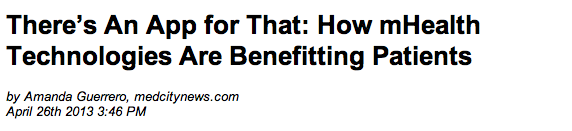 There’s An App for That: How mHealth
Technologies Are Benefitting Patients
by Amanda Guerrero, medcitynews.com
April 26th 2013 3:46 PM